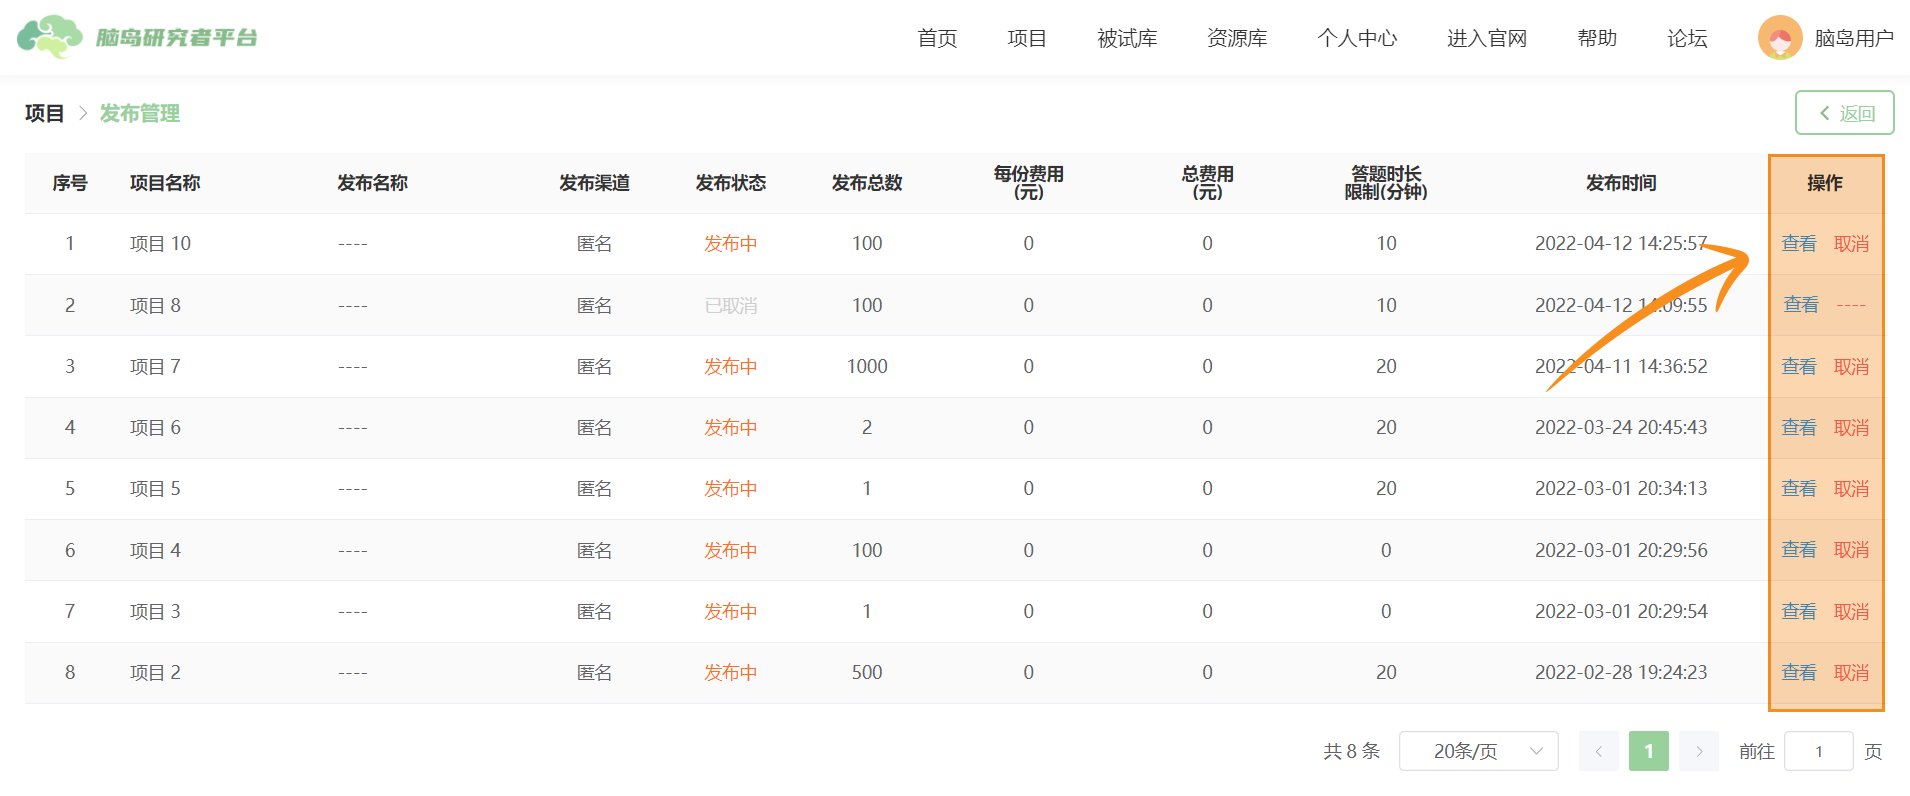 脑岛研究者平台 首页 项目 被试库 资源库 个人中心 进入官网 帮助 论坛 脑岛用户
项目 > 发布管理 返回
序号 项目名称 发布名称 发布渠道 发布状态 发布总数 每份费用(元) 总费用(元) 答题时长限制(分钟) 发布时间 操作
1 项目 10 ---- 匿名 发布中 100 0 0 10 2022-04-12 14:25:57 查看 取消
2 项目 8 ---- 匿名 已取消 100 0 0 10 2022-04-12 14:09:55 查看 ----
3 项目 7 ---- 匿名 发布中 1000 0 0 20 2022-04-11 14:36:52 查看 取消
4 项目 6 ---- 匿名 发布中 2 0 0 20 2022-03-24 20:45:43 查看 取消
5 项目 5 ---- 匿名 发布中 1 0 0 20 2022-03-01 20:34:13 查看 取消
6 项目 4 ---- 匿名 发布中 100 0 0 0 2022-03-01 20:29:56 查看 取消
7 项目 3 ---- 匿名 发布中 1 0 0 0 2022-03-01 20:29:54 查看 取消
8 项目 2 ---- 匿名 发布中 500 0 0 20 2022-02-28 19:24:23 查看 取消
共 8 条 20条/页 1 前往 1 页